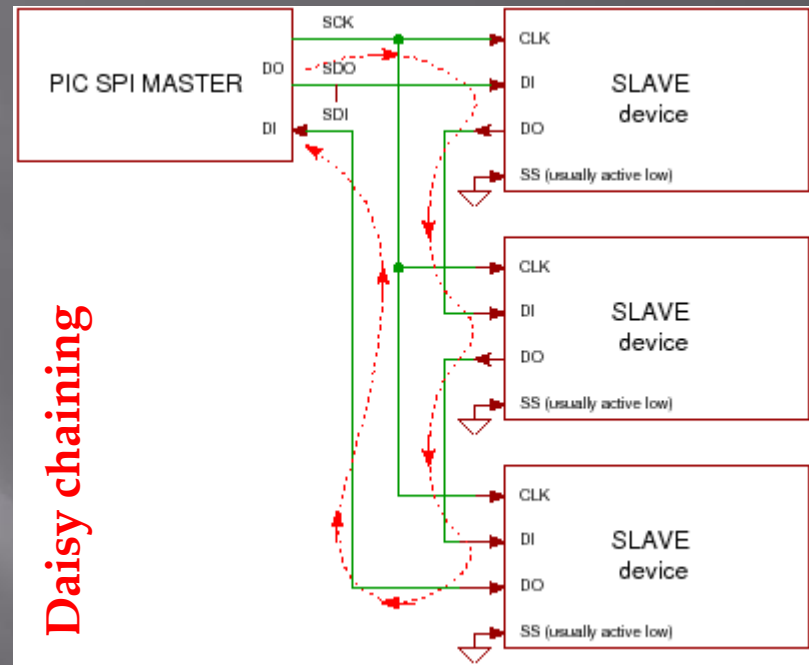 SCK
PIC SPI MASTER
DO
SDO
SDI
DI
CLK
DI
DO
SS (usually active low)
SLAVE
device
CLK
DI
DO
SS (usually active low)
SLAVE
device
CLK
DI
DO
SS (usually active low)
SLAVE
device
Daisy chaining